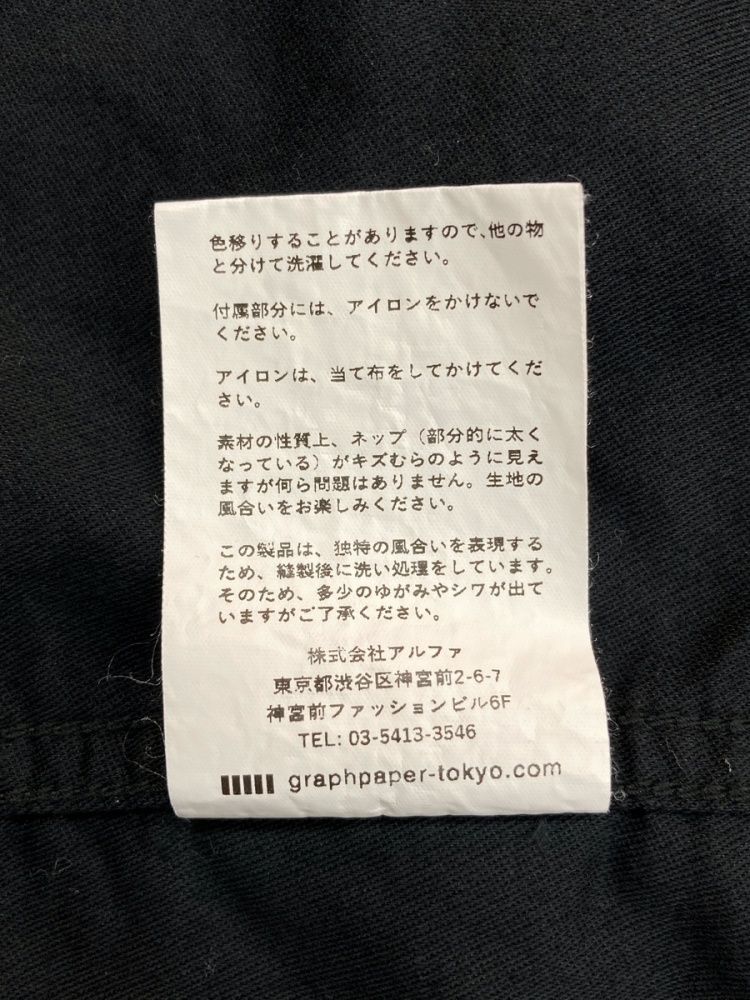 色移りすることがありますので、他の物
と分けて洗濯してください。
付属部分には、アイロンをかけないで
ください。
アイロンは、当て布をしてかけてくだ
さい。
素材の性質上、ネップ（部分的に太く
なっている）がキズむらのように見え
ますが何ら問題はありません。生地の
風合いをお楽しみください。
この製品は、独特の風合いを表現する
ため、縫製後に洗い処理をしています。
そのため、多少のゆがみやシワが出て
いますがご了承ください。
株式会社アルファ
東京都渋谷区神宮前2-6-7
神宮前ファッションビル6F
TEL: 03-5413-3546
graphpaper-tokyo.com